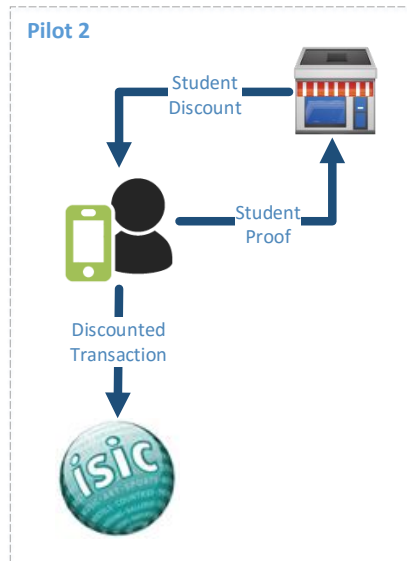 Pilot 2
Student
Discount
Student
Proof
Discounted
Transaction
isic